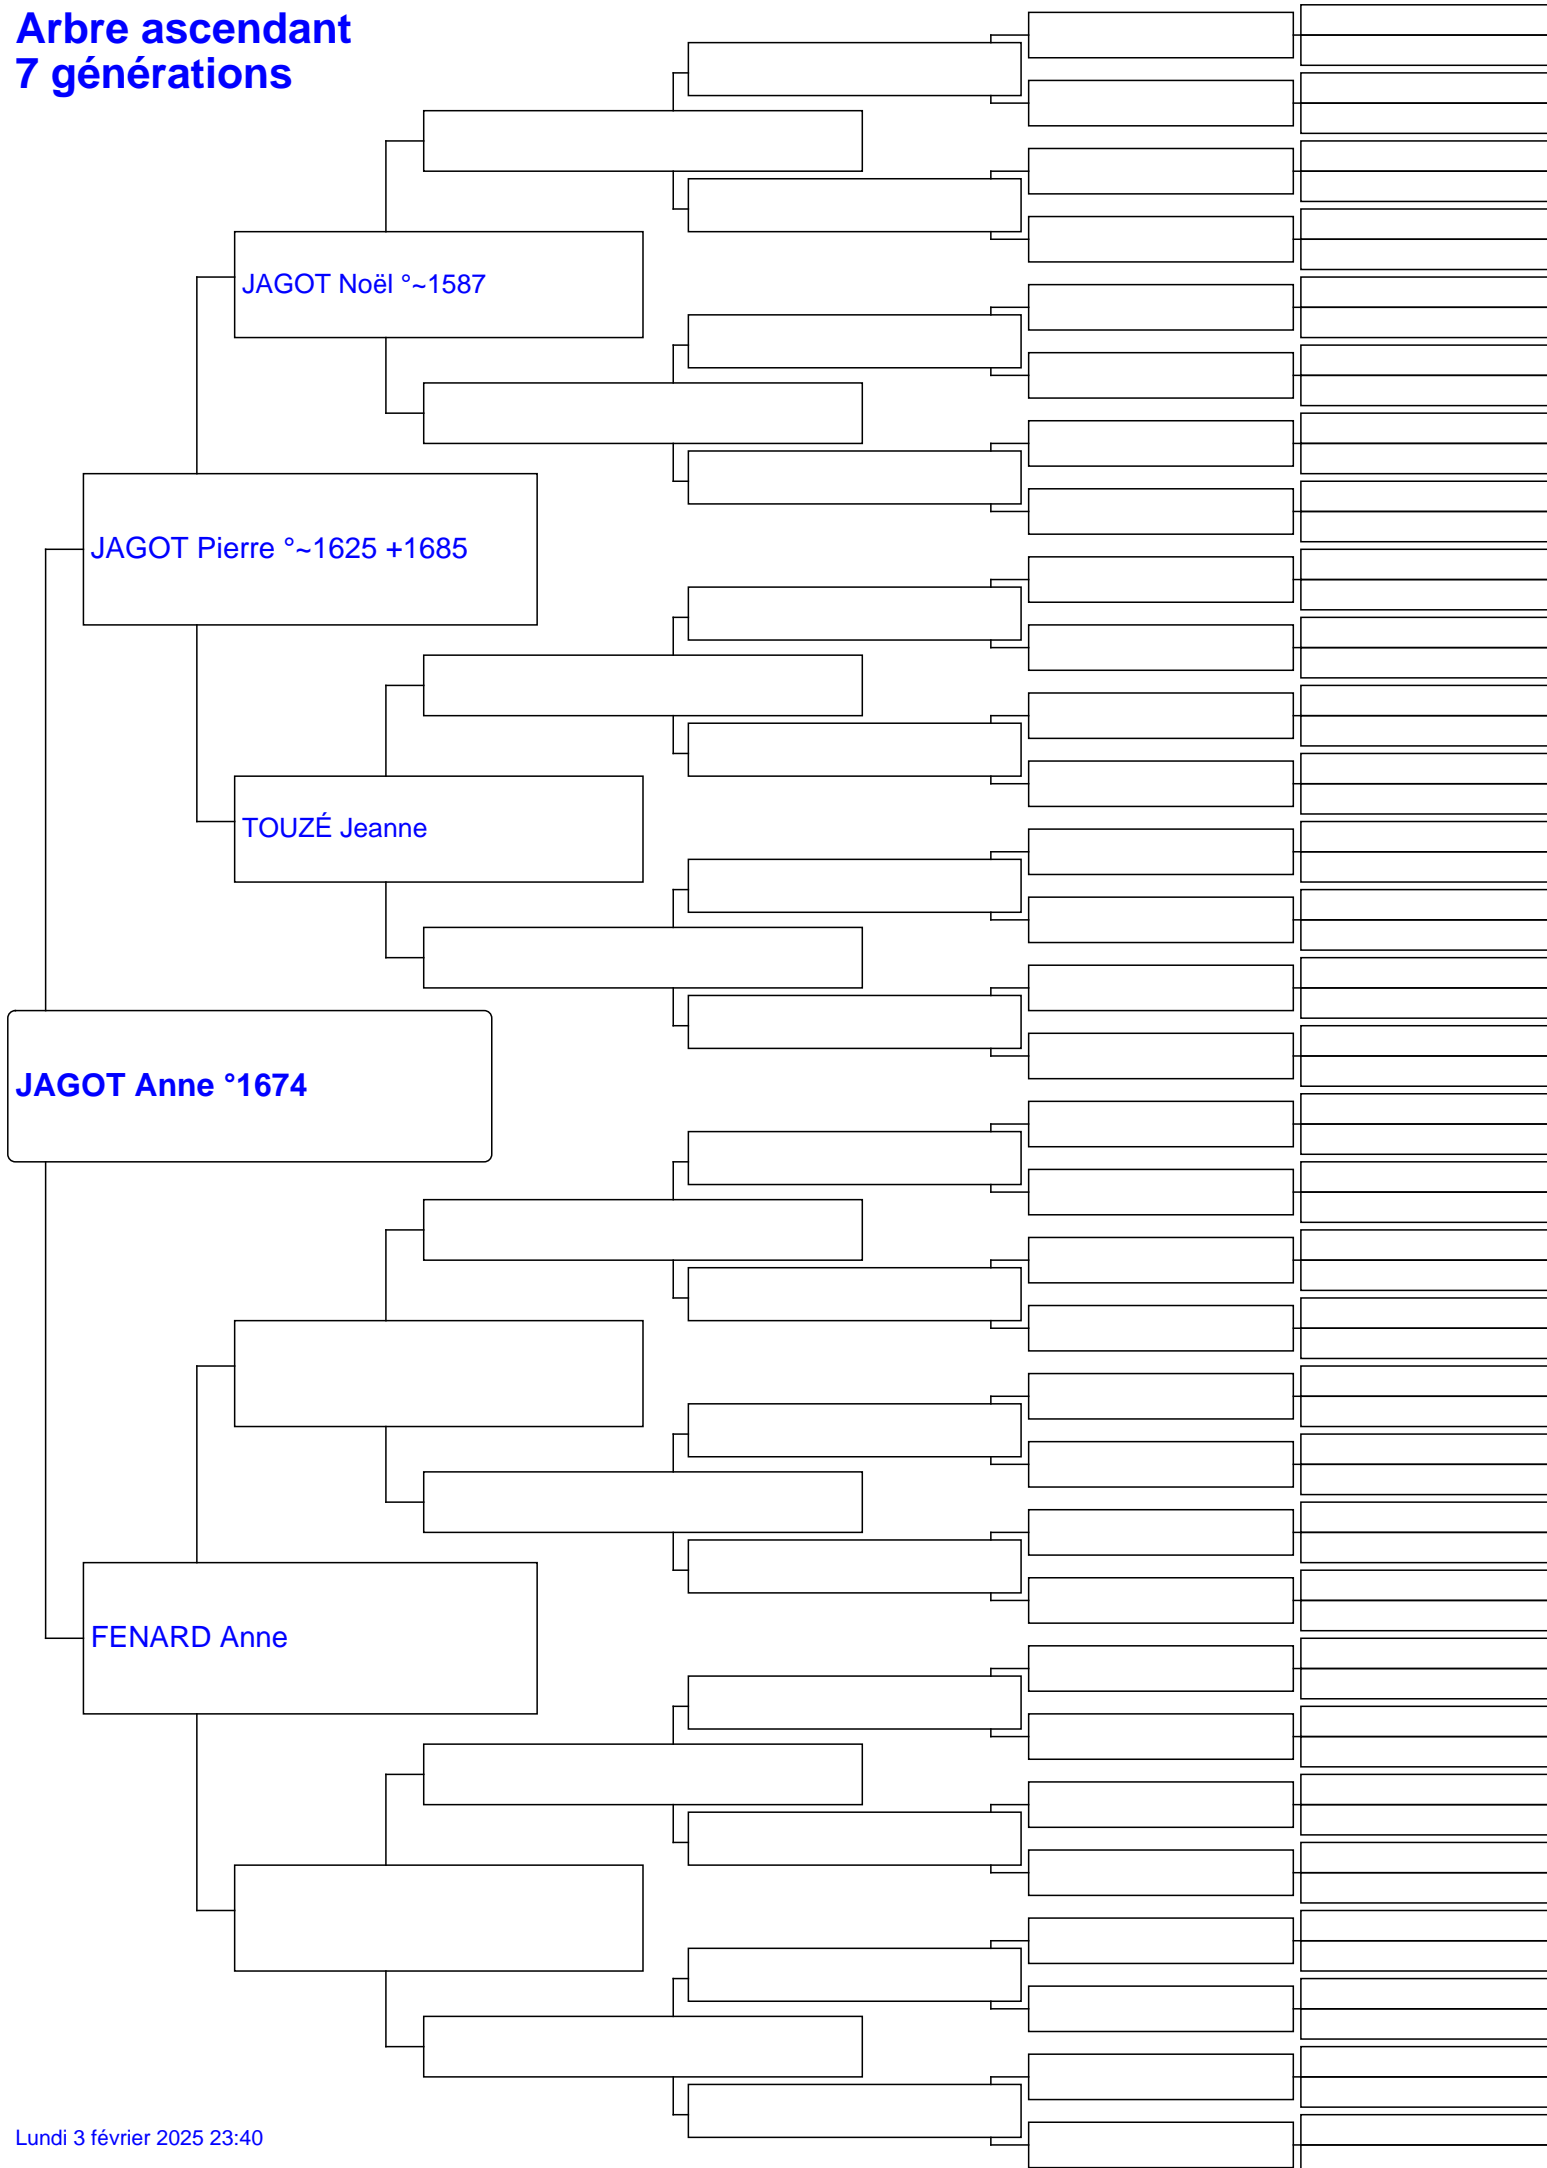 Arbre ascendant
7 générations
JAGOT Noël °~1587
JAGOT Pierre °~1625 +1685
TOUZÉ Jeanne
JAGOT Anne °1674
FENARD Anne
Lundi 3 février 2025 23:40